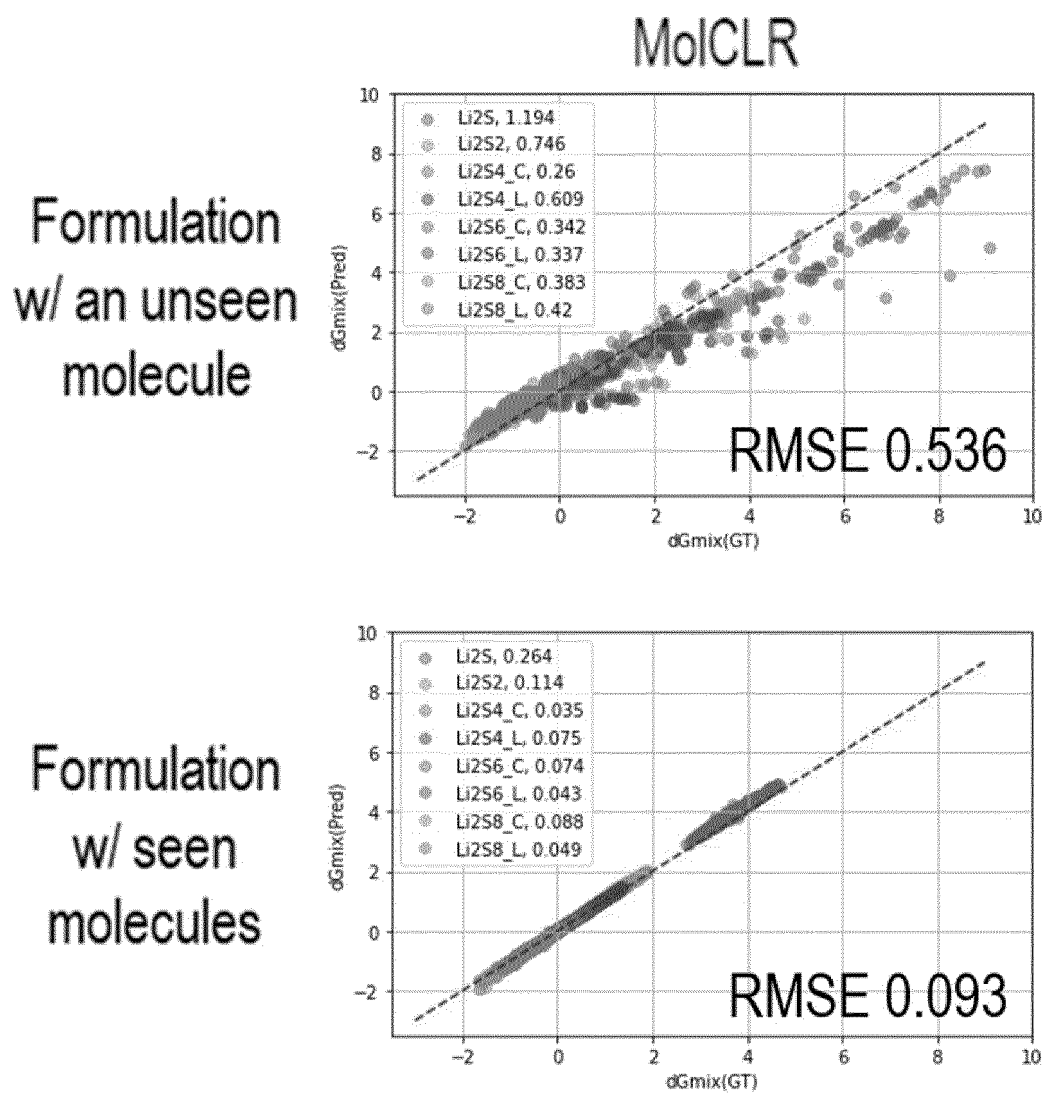 MolCLR
Formulation
w/ an unseen
molecule
10
8
6
4
2
0
−2
dGmix(Pred)
Li2S, 1.194
Li2S2, 0.746
Li2S4_C, 0.26
Li2S4_L, 0.609
Li2S6_C, 0.342
Li2S6_L, 0.337
Li2S8_C, 0.383
Li2S8_L, 0.42
RMSE 0.536
−2 0 2 4 6 8 10
dGmix(GT)
Formulation
w/ seen
molecules
10
8
6
4
2
0
−2
dGmix(Pred)
Li2S, 0.264
Li2S2, 0.114
Li2S4_C, 0.035
Li2S4_L, 0.075
Li2S6_C, 0.074
Li2S6_L, 0.043
Li2S8_C, 0.088
Li2S8_L, 0.049
RMSE 0.093
−2 0 2 4 6 8 10
dGmix(GT)